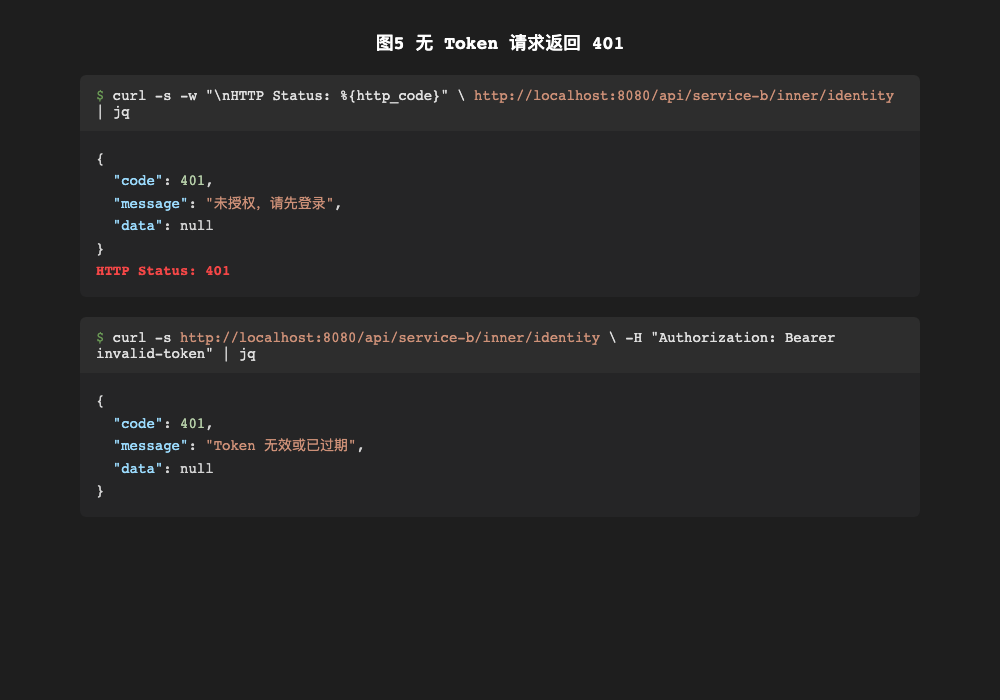 图5 无 Token 请求返回 401
$ curl -s -w "\nHTTP Status: %{http_code}" \ http://localhost:8080/api/service-b/inner/identity
| jq
{
  "code": 401,
  "message": "未授权，请先登录",
  "data": null
}
HTTP Status: 401
$ curl -s http://localhost:8080/api/service-b/inner/identity \ -H "Authorization: Bearer
invalid-token" | jq
{
  "code": 401,
  "message": "Token 无效或已过期",
  "data": null
}